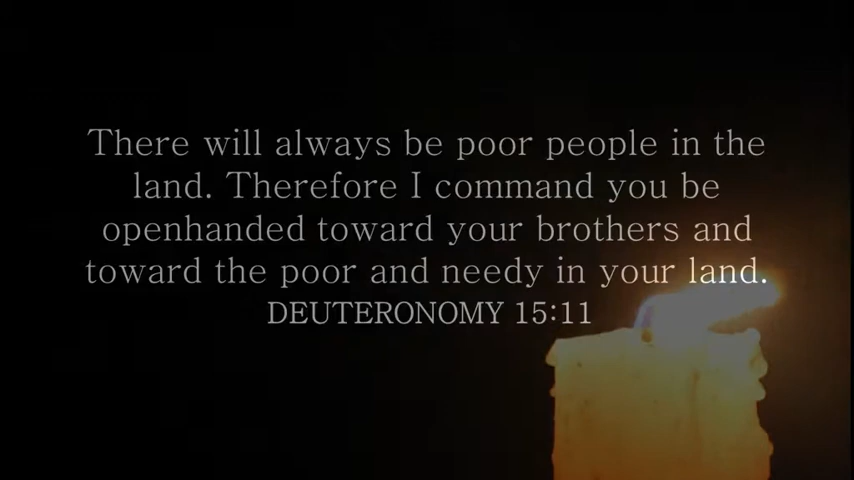 There will always be poor people in the
land. Therefore I command you be
openhanded toward your brothers and
toward the poor and needy in your land.
DEUTERONOMY 15:11